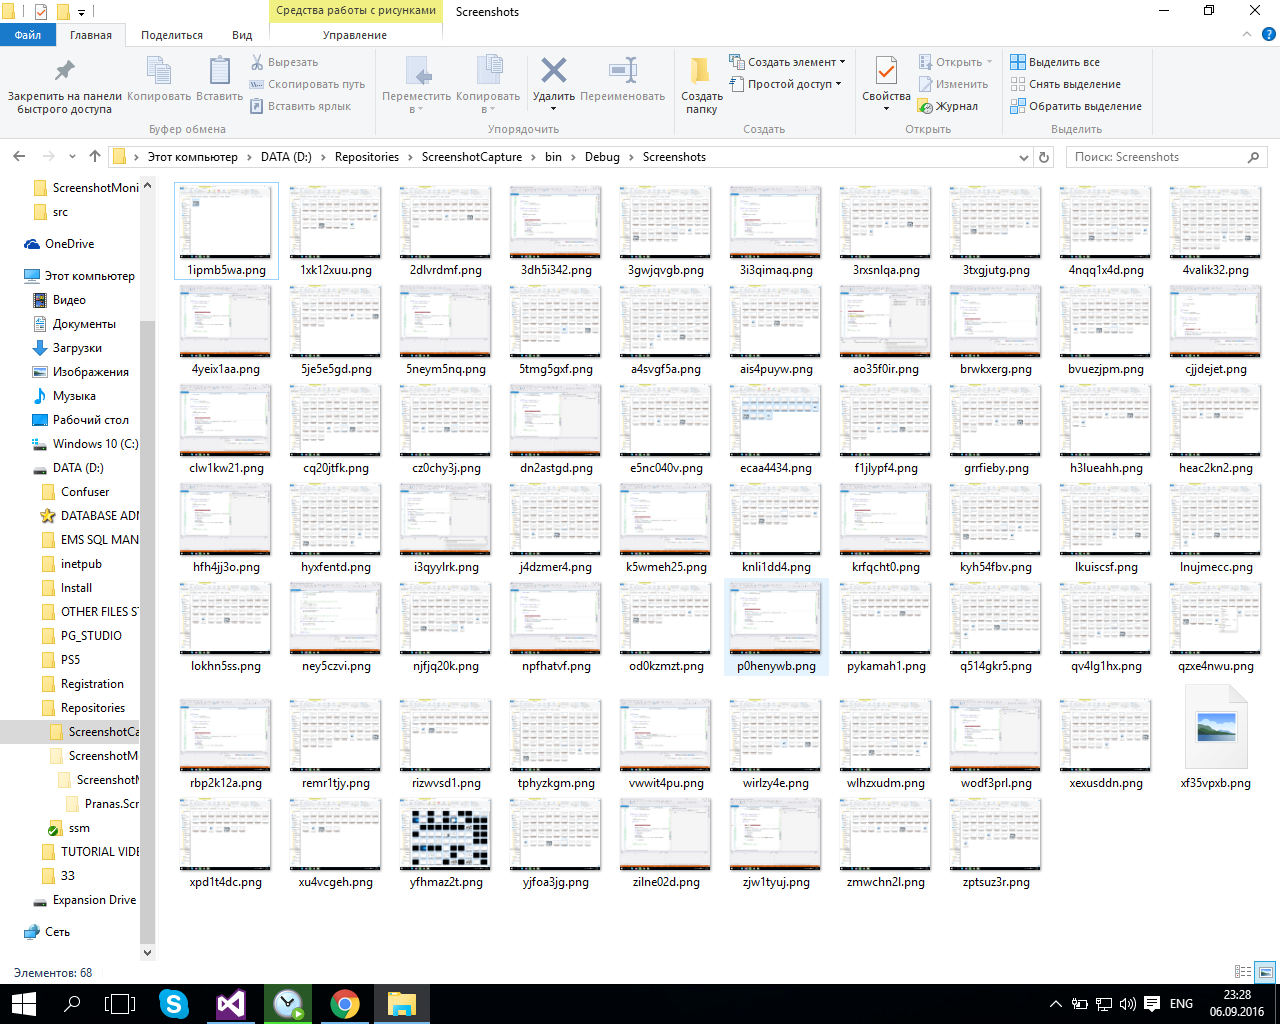 Средства работы с рисунками
Screenshots
Файл
Главная
Поделиться
Вид
Управление
Закрепить на панели быстрого доступа
Копировать
Вставить
Вырезать
Скопировать путь
Вставить ярлык
Буфер обмена
Переместить в
Копировать в
Удалить
Переименовать
Упорядочить
Создать папку
Создать элемент
Простой доступ
Создать
Свойства
Открыть
Изменить
Журнал
Открыть
Выделить все
Снять выделение
Обратить выделение
Выделить
Этот компьютер > DATA (D:) > Repositories > ScreenshotCapture > bin > Debug > Screenshots
Поиск: Screenshots
ScreenshotMoni
src
OneDrive
Этот компьютер
Видео
Документы
Загрузки
Изображения
Музыка
Рабочий стол
Windows 10 (C:)
DATA (D:)
Confuser
DATABASE ADM
EMS SQL MAN
inetpub
Install
OTHER FILES ST
PG_STUDIO
PS5
Registration
Repositories
ScreenshotCa
ScreenshotM
Screenshot
Pranas.Scr
ssm
TUTORIAL VIDE
33
Expansion Drive
Сеть
1ipmb5wa.png 1xk12xuu.png 2dlvrdmf.png 3dh5i342.png 3gwjqvgb.png 3i3qimaq.png 3rxsnlqa.png 3txgjutg.png 4nqq1x4d.png 4valik32.png
4yeix1aa.png 5je5e5gd.png 5neym5nq.png 5tmg5gxf.png a4svgf5a.png ais4puyw.png ao35f0ir.png brwkxerg.png bvuezjpm.png cjjdejet.png
clw1kw21.png cq20jtfk.png cz0chy3j.png dn2astgd.png e5nc040v.png ecaa4434.png f1jlypf4.png grrfieby.png h3lueahh.png heac2kn2.png
hfh4jj3o.png hyxfentd.png i3qyylrk.png j4dzmer4.png k5wmeh25.png knli1dd4.png krfqcht0.png kyh54fbv.png lkuiscsf.png lnujmecc.png
lokhn5ss.png ney5czvi.png njfjq20k.png npfhatvf.png od0kzmzt.png p0henywb.png pykamah1.png q514gkr5.png qv4lg1hx.png qzxe4nwu.png
rbp2k12a.png remr1tjy.png rizwvsd1.png tphyzkgm.png vwwit4pu.png wirlzy4e.png wlhzxudm.png wodf3prl.png xexusddn.png xf35vpxb.png
xpd1t4dc.png xu4vcgeh.png yfhmaz2t.png yjfoa3jg.png zilne02d.png zjw1tyuj.png zmwchn2l.png zptsuz3r.png
Элементов: 68
ENG
23:28
06.09.2016